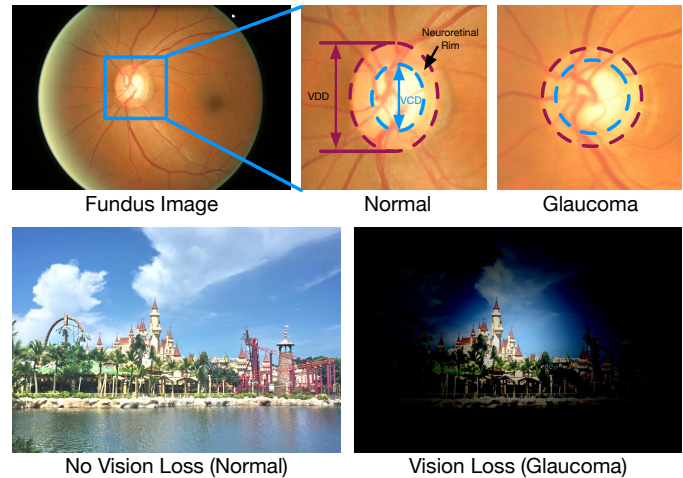 VDD
VCD
Neuroretinal
Rim
Fundus Image
Normal
Glaucoma
No Vision Loss (Normal)
Vision Loss (Glaucoma)